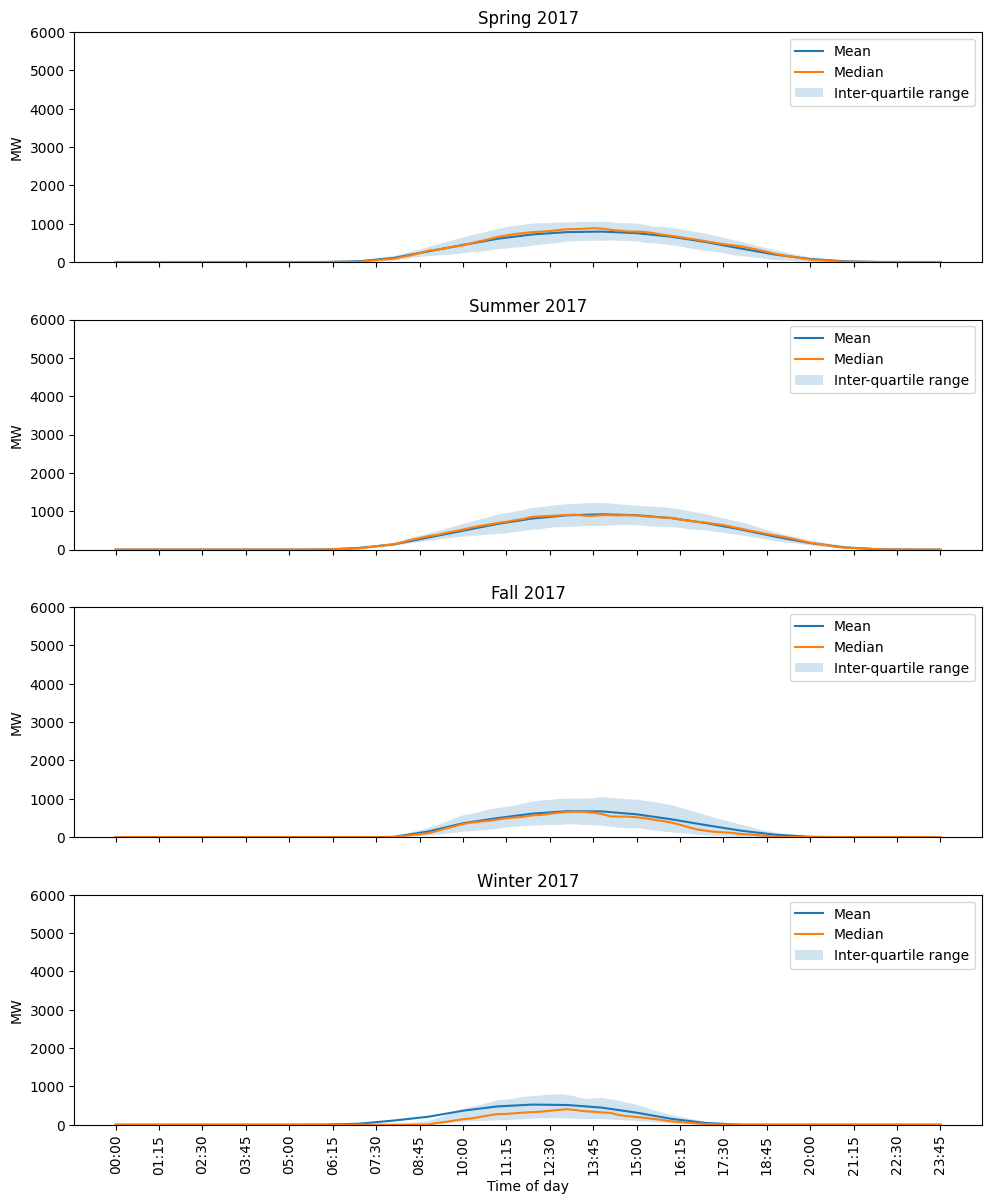 Spring 2017
6000
5000
4000
3000
2000
1000
0
MW
Mean
Median
Inter-quartile range
Summer 2017
6000
5000
4000
3000
2000
1000
0
MW
Mean
Median
Inter-quartile range
Fall 2017
6000
5000
4000
3000
2000
1000
0
MW
Mean
Median
Inter-quartile range
Winter 2017
6000
5000
4000
3000
2000
1000
0
MW
Mean
Median
Inter-quartile range
00:00
01:15
02:30
03:45
05:00
06:15
07:30
08:45
10:00
11:15
12:30
13:45
15:00
16:15
17:30
18:45
20:00
21:15
22:30
23:45
Time of day